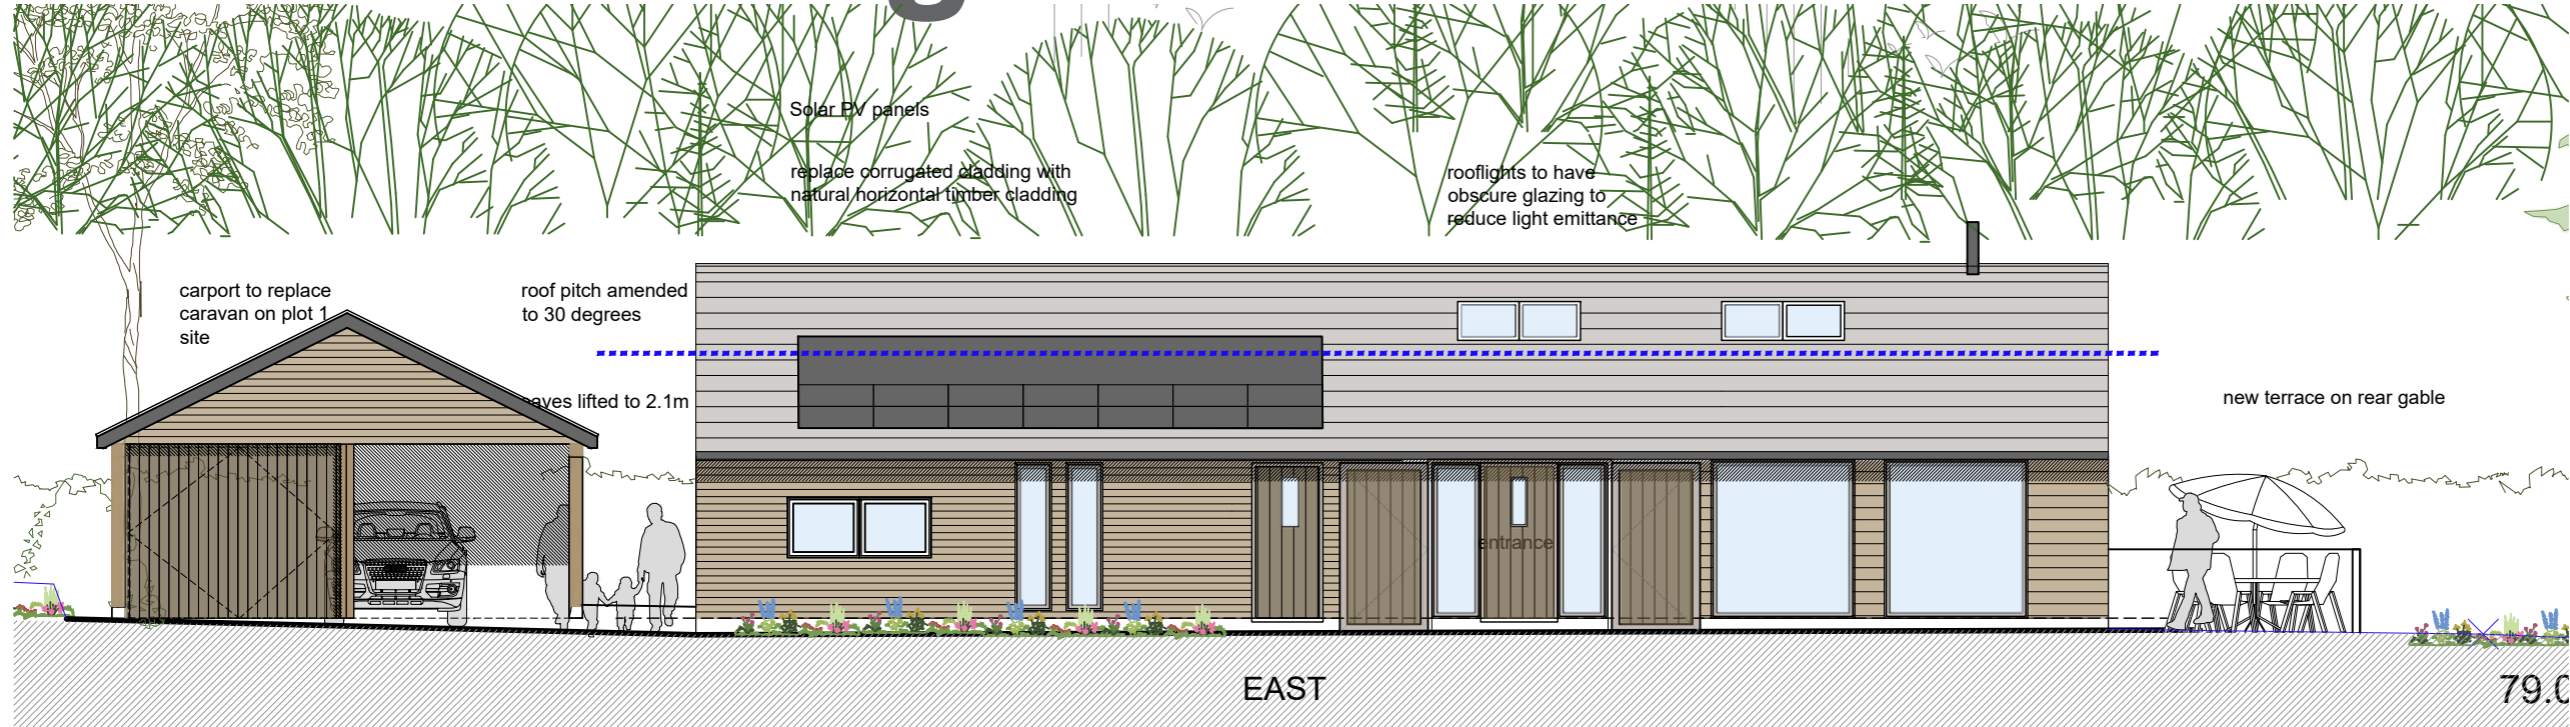 Solar PV panels
replace corrugated cladding with
natural horizontal timber cladding
rooflights to have
obscure glazing to
reduce light emittance
carport to replace
caravan on plot 1
site
roof pitch amended
to 30 degrees
eaves lifted to 2.1m
new terrace on rear gable
entrance
EAST
79.0